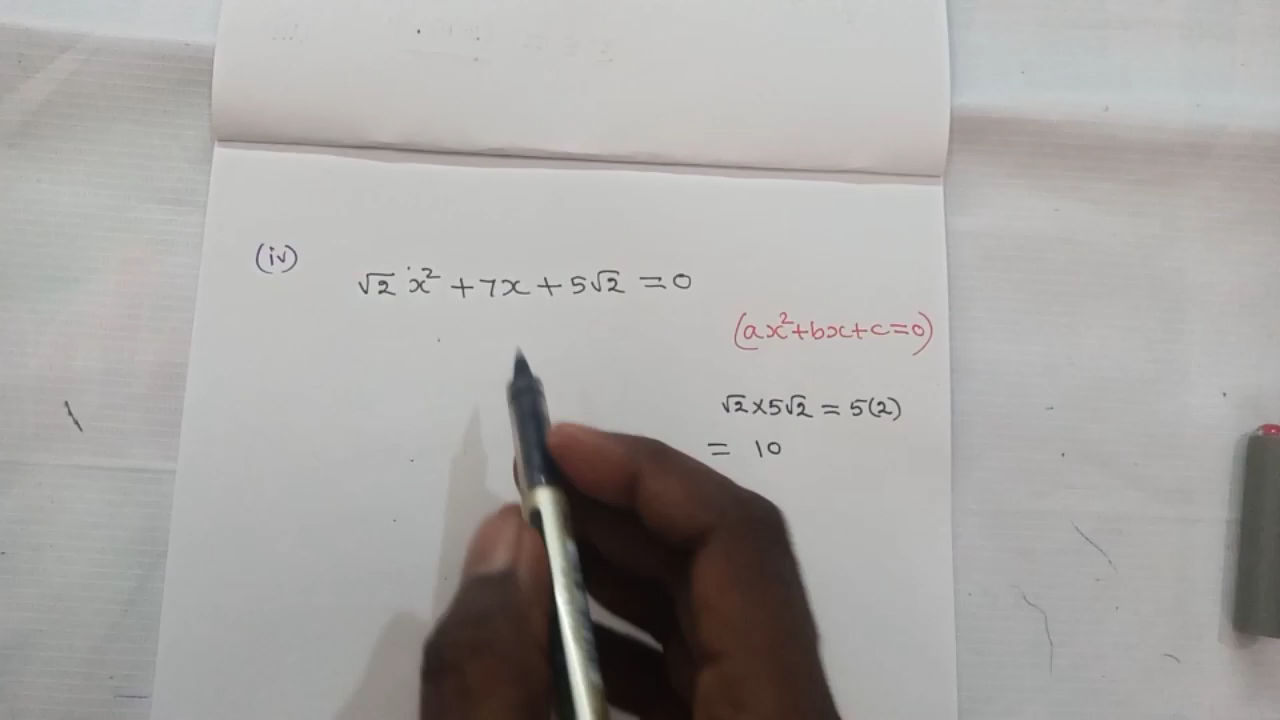 (iv)
√2 x² + 7x + 5√2 = 0
(ax²+bx+c=0)
√2 × 5√2 = 5(2)
= 10